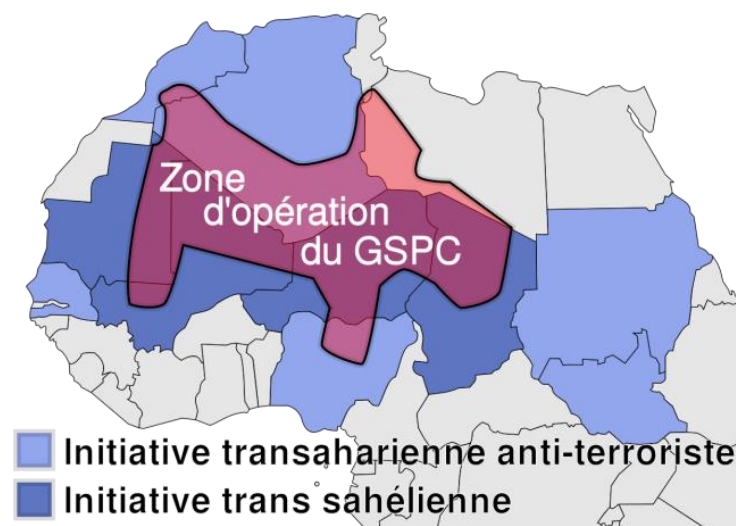 Zone
d'opération
du GSPC
Initiative transaharienne anti-terroriste
Initiative trans sahélienne